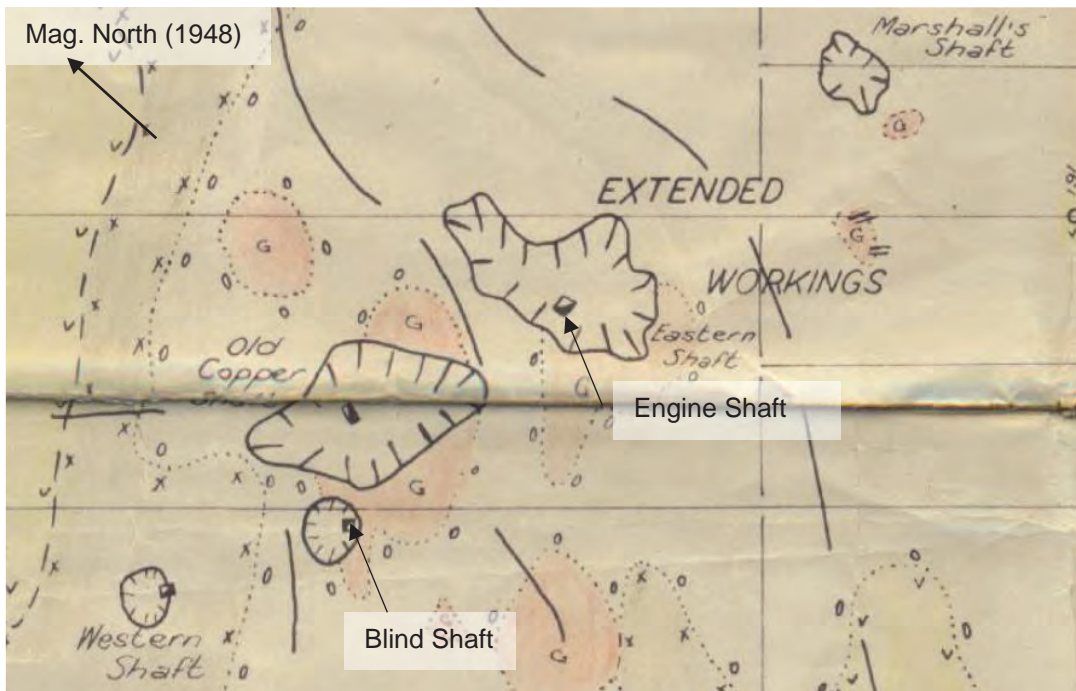 Mag. North (1948)
Marshall's
Shaft
G
EXTENDED
G
G
WORKINGS
Old
Copper
Eastern
Shaft
G
G
Engine Shaft
G
Blind Shaft
Western
Shaft
G